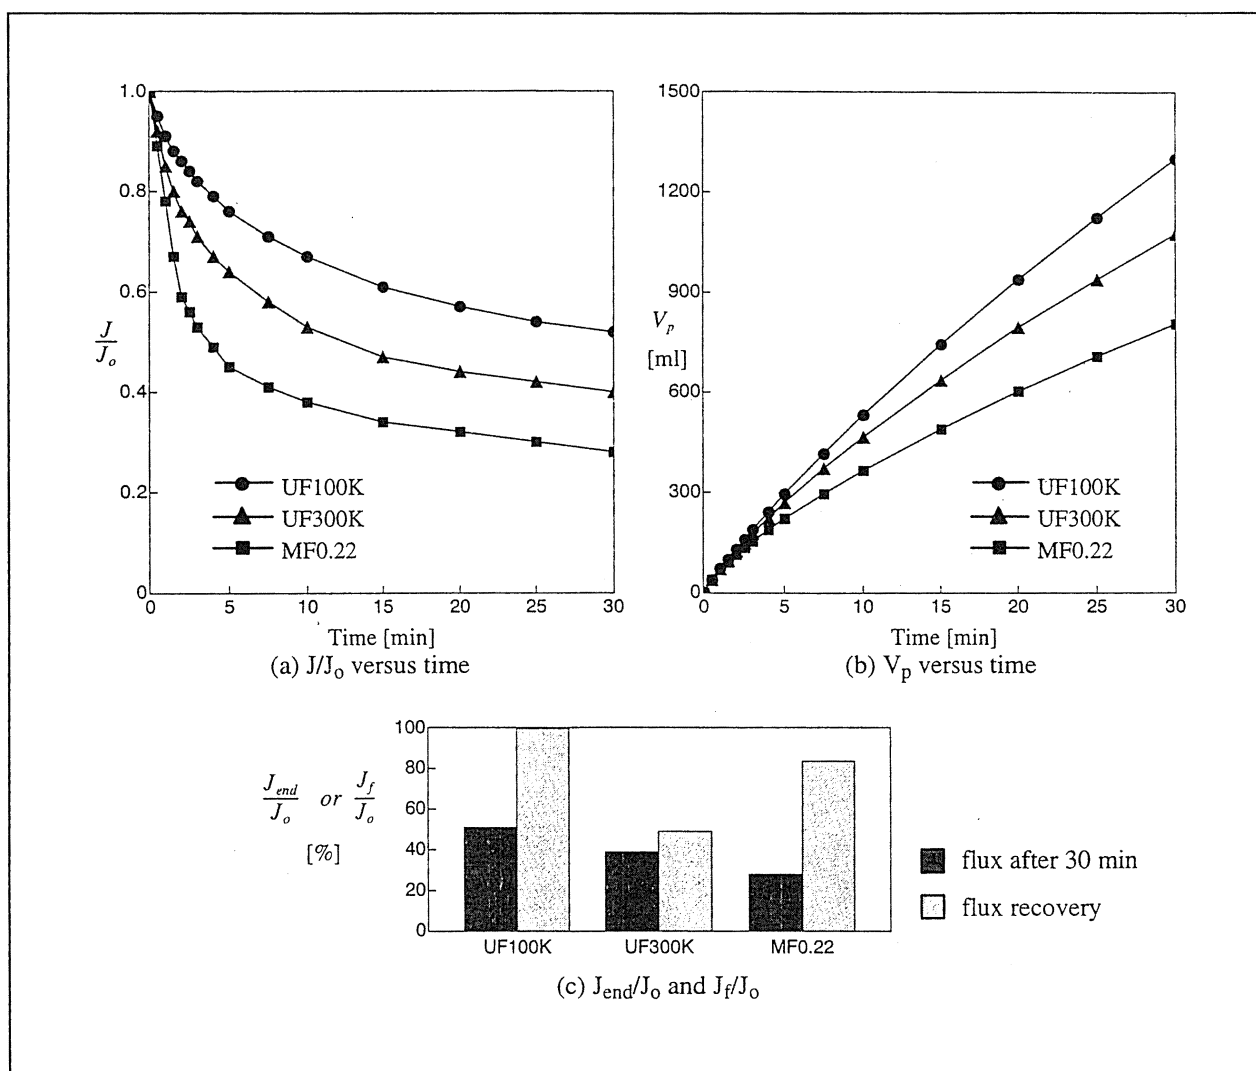 1.0
0.8
0.6
0.4
0.2
0
J/J_o
UF100K
UF300K
MF0.22
0 5 10 15 20 25 30
Time [min]
(a) J/J_o versus time
1500
1200
900
600
300
0
V_p
[ml]
UF100K
UF300K
MF0.22
0 5 10 15 20 25 30
Time [min]
(b) V_p versus time
100
80
60
40
20
0
J_end/J_o or J_f/J_o
[%]
UF100K UF300K MF0.22
flux after 30 min
flux recovery
(c) J_end/J_o and J_f/J_o